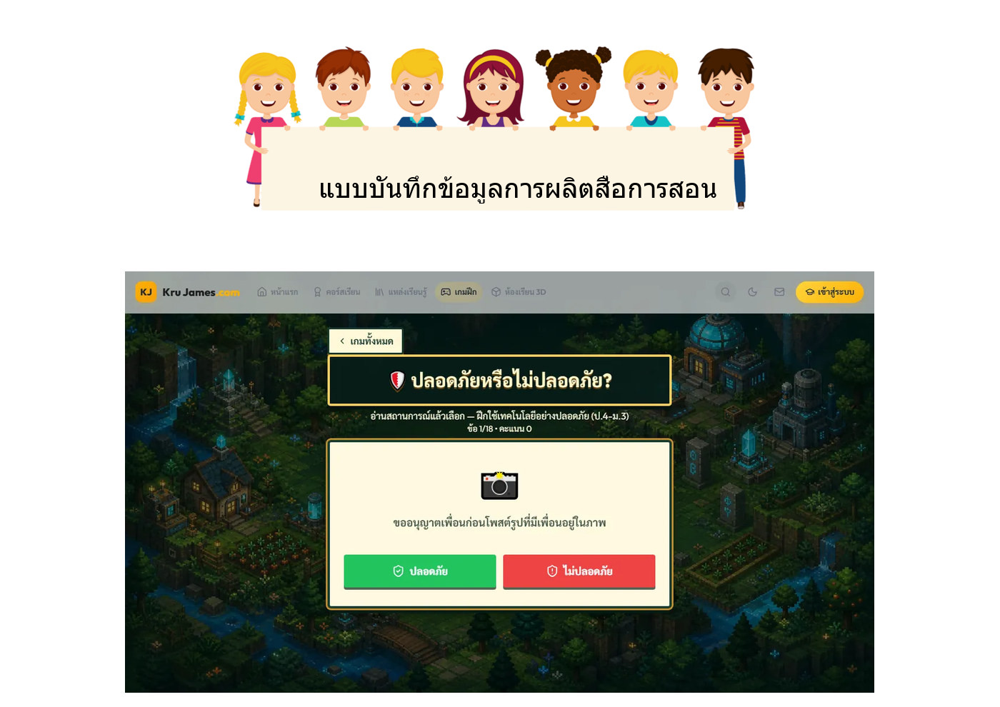 แบบบันทึกข้อมูลการผลิตสื่อการสอน
KJ Kru James.com หน้าแรก คอร์สเรียน แหล่งเรียนรู้ เกมฝึก ห้องเรียน 3D เข้าสู่ระบบ
เกมทั้งหมด
ปลอดภัยหรือไม่ปลอดภัย?
อ่านสถานการณ์แล้วเลือก — ฝึกใช้เทคโนโลยีอย่างปลอดภัย (ป.4-ม.3)
ข้อ 1/18 • คะแนน 0
ขออนุญาตเพื่อนก่อนโพสต์รูปที่มีเพื่อนอยู่ในภาพ
ปลอดภัย ไม่ปลอดภัย